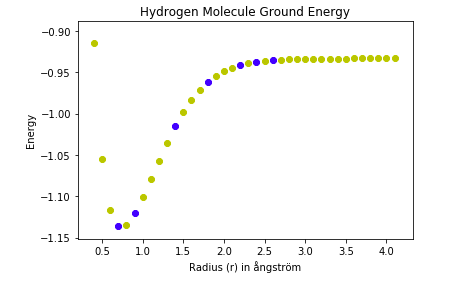 Hydrogen Molecule Ground Energy
−0.90
−0.95
−1.00
−1.05
−1.10
−1.15
Energy
0.5 1.0 1.5 2.0 2.5 3.0 3.5 4.0
Radius (r) in ångström